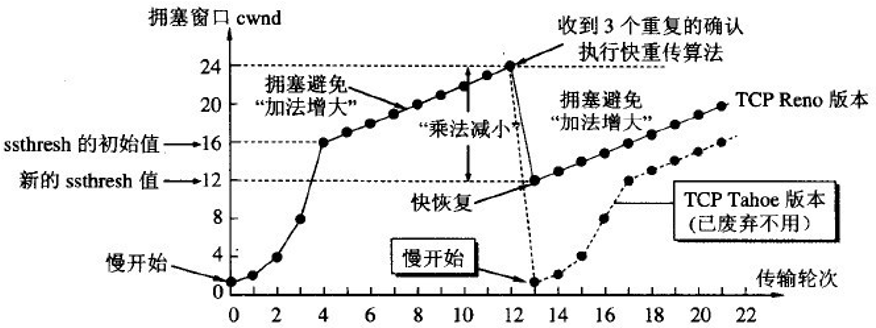 拥塞窗口 cwnd
收到 3 个重复的确认
执行快重传算法
24
拥塞避免
“加法增大”
拥塞避免
“加法增大”
TCP Reno 版本
20
“乘法减小”
ssthresh 的初始值
16
新的 ssthresh 值
12
快恢复
TCP Tahoe 版本
(已废弃不用)
8
慢开始
慢开始
4
传输轮次
0
0 2 4 6 8 10 12 14 16 18 20 22